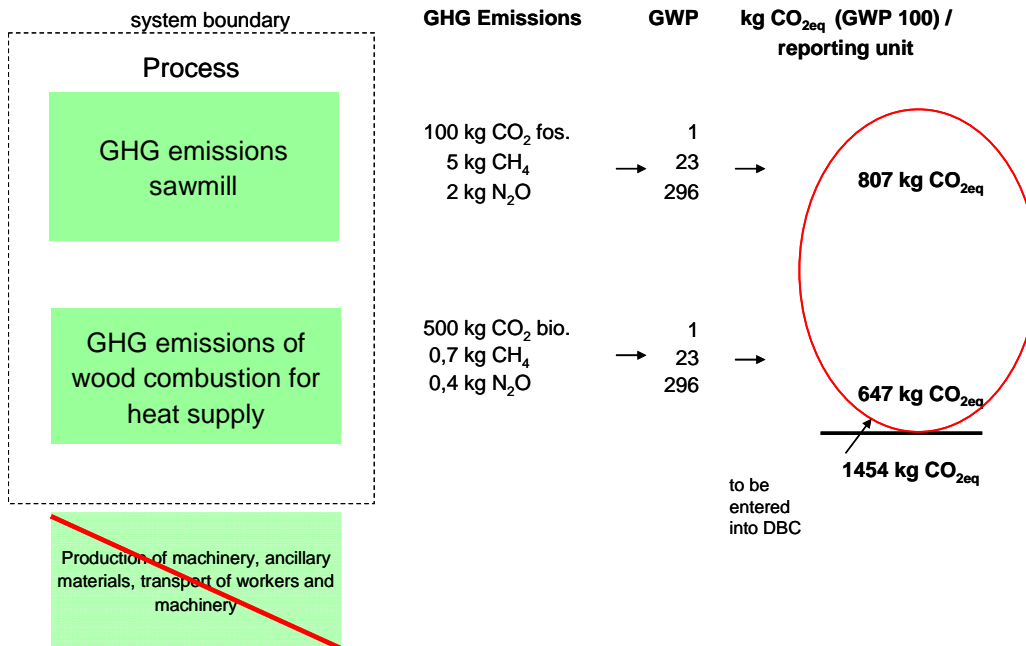 system boundary
GHG Emissions
GWP
kg CO2eq (GWP 100) /
reporting unit
Process
GHG emissions
sawmill
100 kg CO2 fos.
5 kg CH4
2 kg N2O
1
23
296
807 kg CO2eq
GHG emissions of
wood combustion for
heat supply
500 kg CO2 bio.
0,7 kg CH4
0,4 kg N2O
1
23
296
647 kg CO2eq
1454 kg CO2eq
to be
entered
into DBC
Production of machinery, ancillary
materials, transport of workers and
machinery